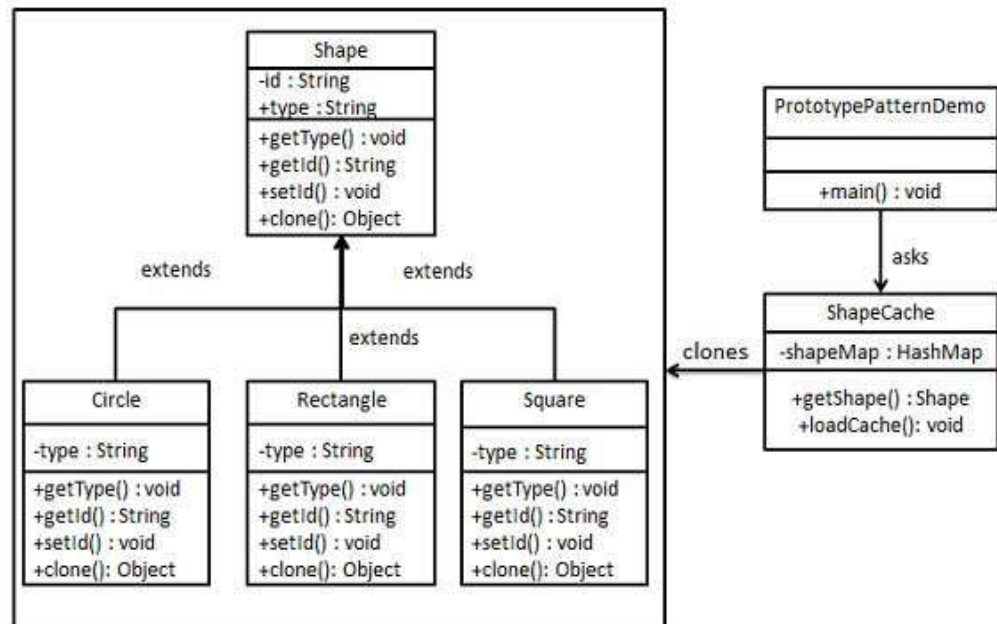 Shape
-id : String
+type : String
+getType() : void
+getId() : String
+setId() : void
+clone(): Object
extends
extends
extends
Circle
-type : String
+getType() : void
+getId() : String
+setId() : void
+clone(): Object
Rectangle
-type : String
+getType() : void
+getId() : String
+setId() : void
+clone(): Object
Square
-type : String
+getType() : void
+getId() : String
+setId() : void
+clone(): Object
PrototypePatternDemo
+main() : void
asks
ShapeCache
-shapeMap : HashMap
+getShape() : Shape
+loadCache(): void
clones